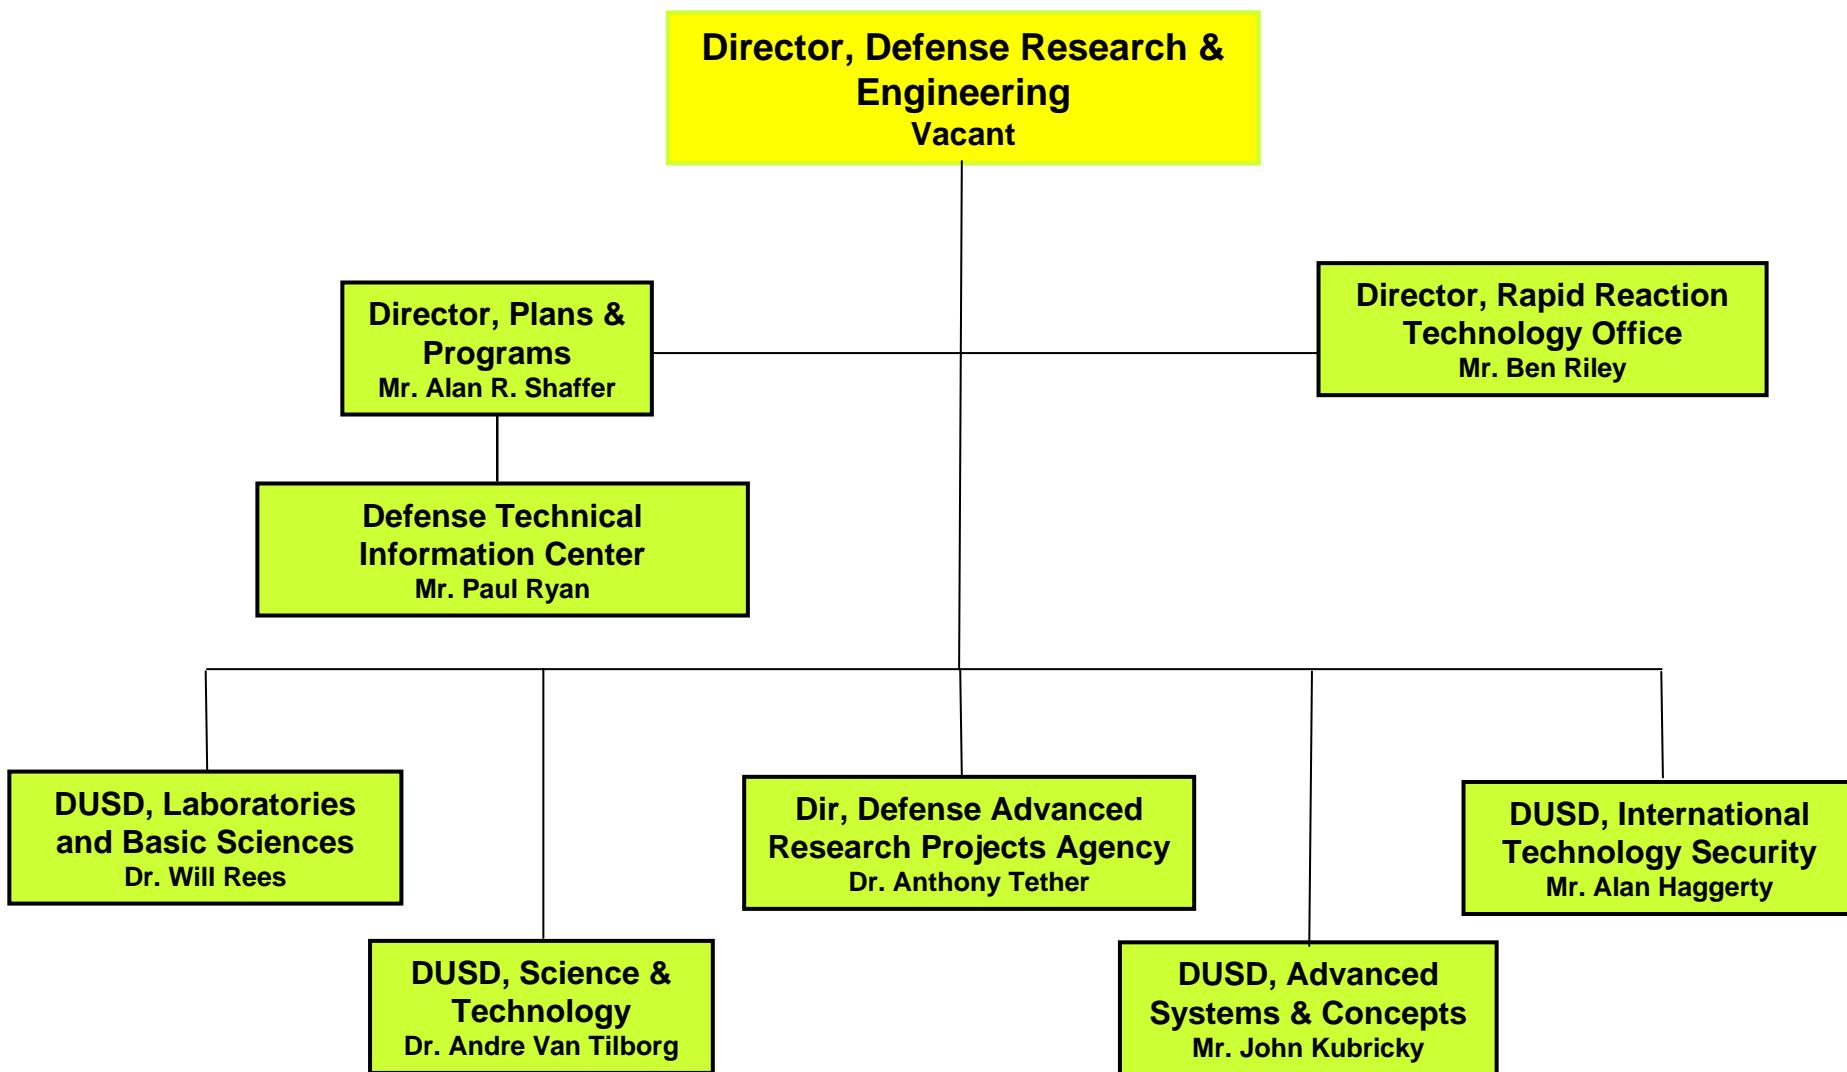 Director, Defense Research &
Engineering
Vacant
Director, Plans &
Programs
Mr. Alan R. Shaffer
Director, Rapid Reaction
Technology Office
Mr. Ben Riley
Defense Technical
Information Center
Mr. Paul Ryan
DUSD, Laboratories
and Basic Sciences
Dr. Will Rees
DUSD, Science &
Technology
Dr. Andre Van Tilborg
Dir, Defense Advanced
Research Projects Agency
Dr. Anthony Tether
DUSD, Advanced
Systems & Concepts
Mr. John Kubricky
DUSD, International
Technology Security
Mr. Alan Haggerty